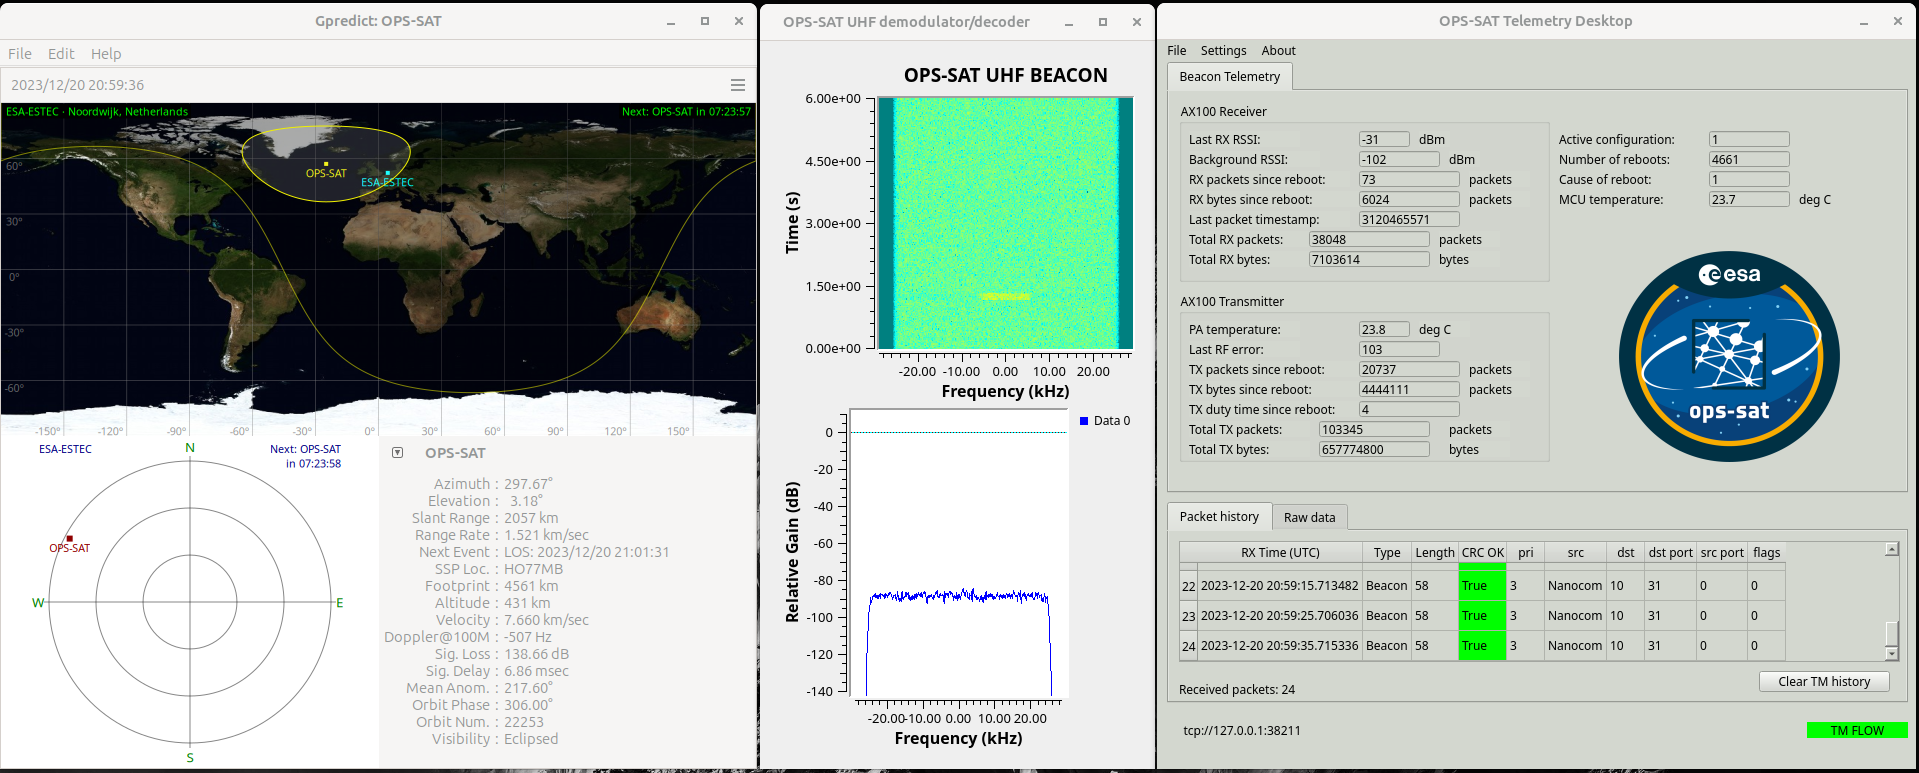 Gpredict: OPS-SAT
File Edit Help
2023/12/20 20:59:36
ESA-ESTEC · Noordwijk, Netherlands
Next: OPS-SAT in 07:23:57
60°
30°
0°
-30°
-60°
OPS-SAT
ESA-ESTEC
-150° -120° -90° -60° -30° 0° 30° 60° 90° 120° 150°
ESA-ESTEC
N
Next: OPS-SAT
in 07:23:58
OPS-SAT
W
E
S
OPS-SAT
Azimuth : 297.67°
Elevation : 3.18°
Slant Range : 2057 km
Range Rate : 1.521 km/sec
Next Event : LOS: 2023/12/20 21:01:31
SSP Loc. : HO77MB
Footprint : 4561 km
Altitude : 431 km
Velocity : 7.660 km/sec
Doppler@100M : -507 Hz
Sig. Loss : 138.66 dB
Sig. Delay : 6.86 msec
Mean Anom. : 217.60°
Orbit Phase : 306.00°
Orbit Num. : 22253
Visibility : Eclipsed
OPS-SAT UHF demodulator/decoder
OPS-SAT UHF BEACON
6.00e+00
4.50e+00
3.00e+00
1.50e+00
0.00e+00
Time (s)
-20.00 -10.00 0.00 10.00 20.00
Frequency (kHz)
Data 0
0
-20
-40
-60
-80
-100
-120
-140
Relative Gain (dB)
-20.00 -10.00 0.00 10.00 20.00
Frequency (kHz)
OPS-SAT Telemetry Desktop
File Settings About
Beacon Telemetry
AX100 Receiver
Last RX RSSI: -31 dBm
Background RSSI: -102 dBm
RX packets since reboot: 73 packets
RX bytes since reboot: 6024 packets
Last packet timestamp: 3120465571
Total RX packets: 38048 packets
Total RX bytes: 7103614 bytes
Active configuration: 1
Number of reboots: 4661
Cause of reboot: 1
MCU temperature: 23.7 deg C
AX100 Transmitter
PA temperature: 23.8 deg C
Last RF error: 103
TX packets since reboot: 20737 packets
TX bytes since reboot: 4444111 packets
TX duty time since reboot: 4
Total TX packets: 103345 packets
Total TX bytes: 657774800 bytes
esa
ops-sat
Packet history Raw data
RX Time (UTC) Type Length CRC OK pri src dst dst port src port flags
22 2023-12-20 20:59:15.713482 Beacon 58 True 3 Nanocom 10 31 0 0
23 2023-12-20 20:59:25.706036 Beacon 58 True 3 Nanocom 10 31 0 0
24 2023-12-20 20:59:35.715336 Beacon 58 True 3 Nanocom 10 31 0 0
Clear TM history
Received packets: 24
tcp://127.0.0.1:38211
TM FLOW